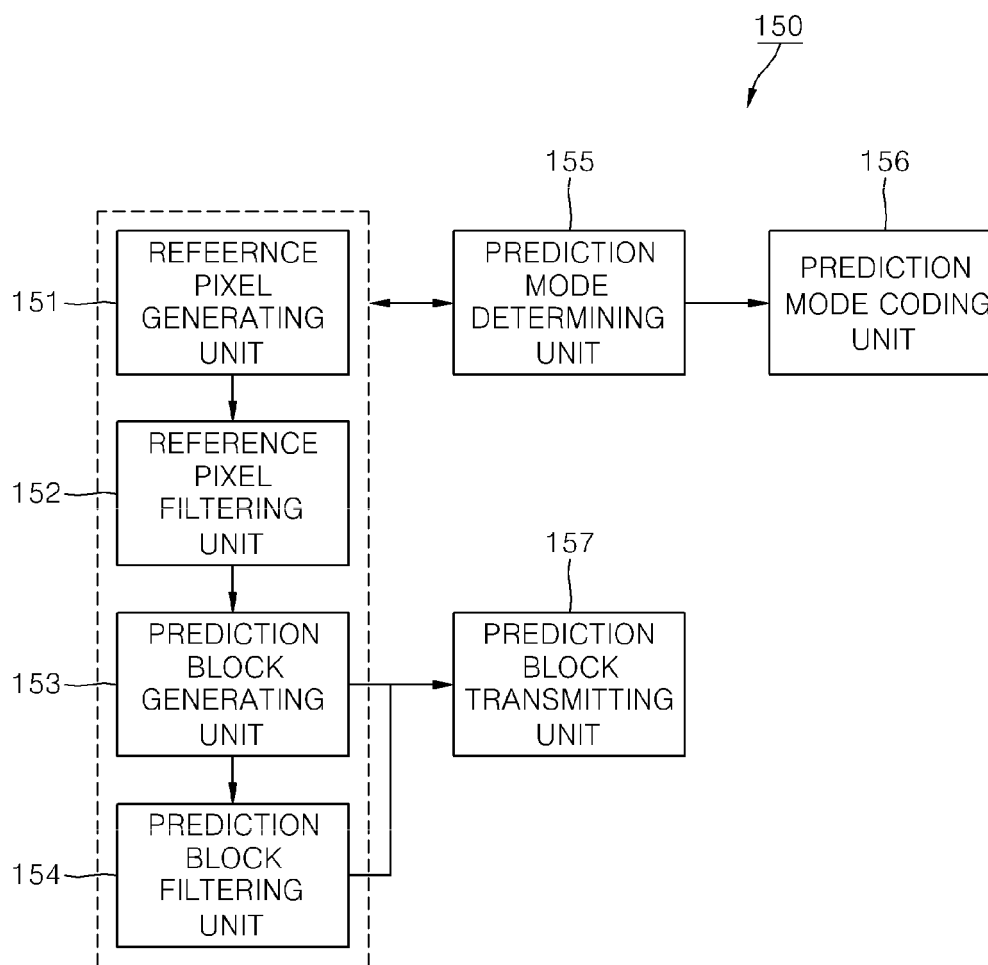 150
155
156
REFEERNCE
PIXEL
GENERATING
UNIT
151
PREDICTION
MODE
DETERMINING
UNIT
PREDICTION
MODE CODING
UNIT
REFERENCE
PIXEL
FILTERING
UNIT
152
157
PREDICTION
BLOCK
GENERATING
UNIT
153
PREDICTION
BLOCK
TRANSMITTING
UNIT
PREDICTION
BLOCK
FILTERING
UNIT
154